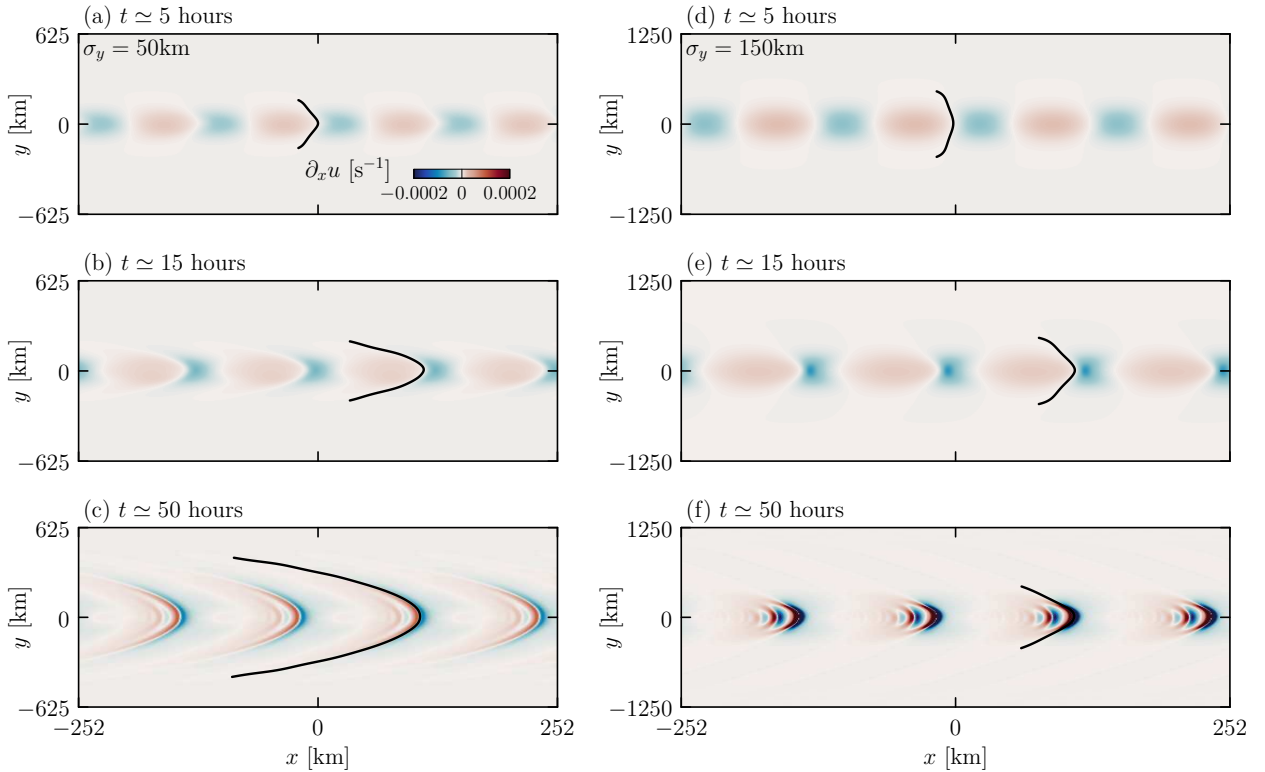 (a) t ≃ 5 hours
625
σ_y = 50km
y [km]
0
∂ₓu [s⁻¹]
−0.0002 0 0.0002
−625
(b) t ≃ 15 hours
625
y [km]
0
−625
(c) t ≃ 50 hours
625
y [km]
0
−625
−252 0 252
x [km]
(d) t ≃ 5 hours
1250
σ_y = 150km
y [km]
0
−1250
(e) t ≃ 15 hours
1250
y [km]
0
−1250
(f) t ≃ 50 hours
1250
y [km]
0
−1250
−252 0 252
x [km]